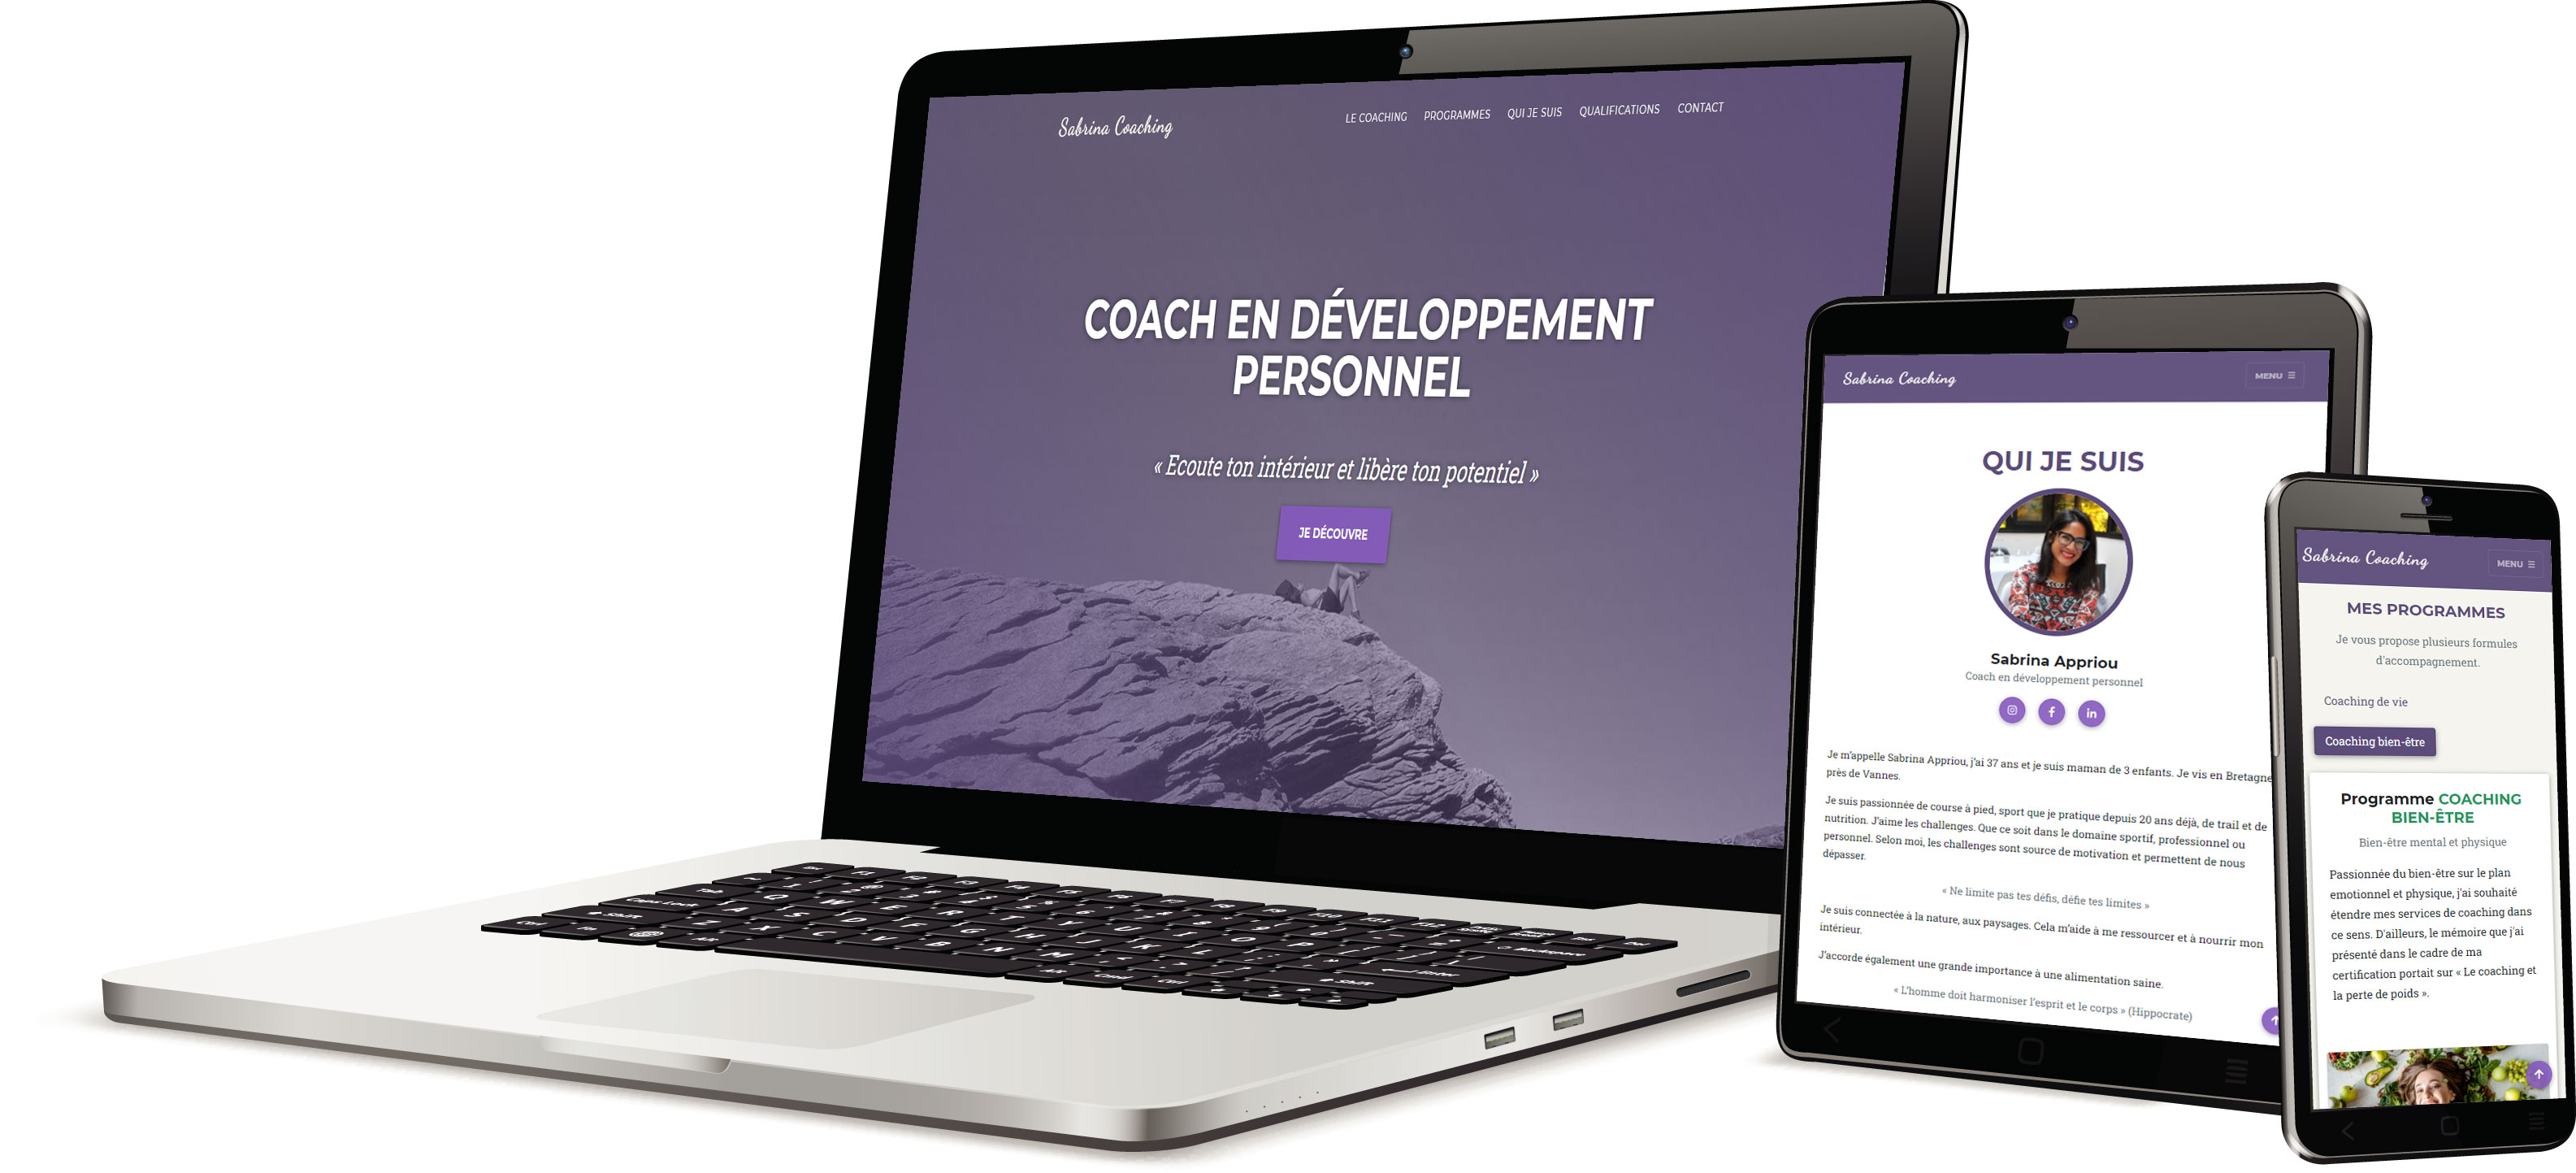 Sabrina Coaching
LE COACHING PROGRAMMES QUI JE SUIS QUALIFICATIONS CONTACT
COACH EN DÉVELOPPEMENT
PERSONNEL
« Ecoute ton intérieur et libère ton potentiel »
JE DÉCOUVRE
Sabrina Coaching
MENU
QUI JE SUIS
Sabrina Appriou
Coach en développement personnel
Je m'appelle Sabrina Appriou, j'ai 37 ans et je suis maman de 3 enfants. Je vis en Bretagne
près de Vannes.
Je suis passionnée de course à pied, sport que je pratique depuis 20 ans déjà, de trail et de
nutrition. J'aime les challenges. Que ce soit dans le domaine sportif, professionnel ou
personnel. Selon moi, les challenges sont source de motivation et permettent de nous
dépasser.
« Ne limite pas tes défis, défie tes limites »
Je suis connectée à la nature, aux paysages. Cela m'aide à me ressourcer et à nourrir mon
intérieur.
J'accorde également une grande importance à une alimentation saine.
« L'homme doit harmoniser l'esprit et le corps » (Hippocrate)
Sabrina Coaching
MENU
MES PROGRAMMES
Je vous propose plusieurs formules
d'accompagnement.
Coaching de vie
Coaching bien-être
Programme COACHING
BIEN-ÊTRE
Bien-être mental et physique
Passionnée du bien-être sur le plan
emotionnel et physique, j'ai souhaité
étendre mes services de coaching dans
ce sens. D'ailleurs, le mémoire que j'ai
présenté dans le cadre de ma
certification portait sur « Le coaching et
la perte de poids ».